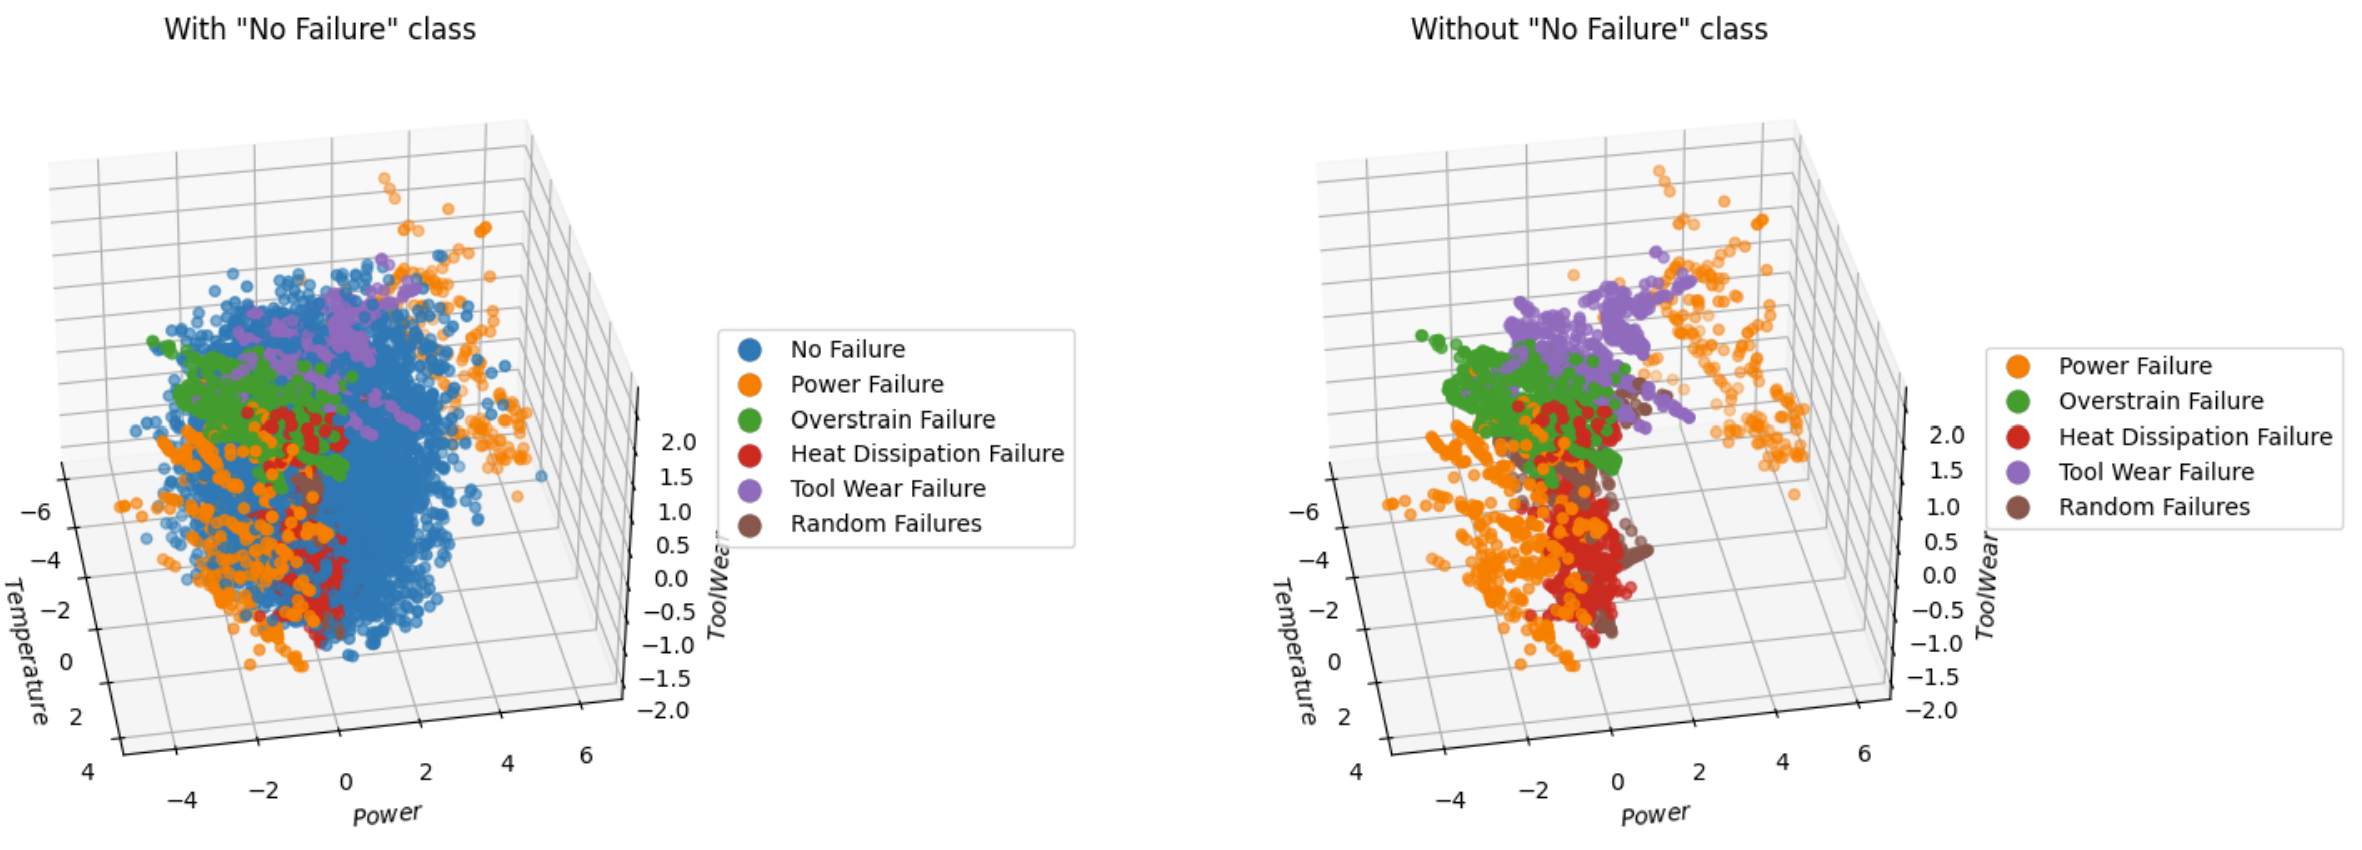 With "No Failure" class
No Failure
Power Failure
Overstrain Failure
Heat Dissipation Failure
Tool Wear Failure
Random Failures
2.0
1.5
1.0
0.5
0.0
−0.5
−1.0
−1.5
−2.0
ToolWear
−6
−4
−2
0
2
4
Temperature
−4
−2
0
2
4
6
Power
Without "No Failure" class
Power Failure
Overstrain Failure
Heat Dissipation Failure
Tool Wear Failure
Random Failures
2.0
1.5
1.0
0.5
0.0
−0.5
−1.0
−1.5
−2.0
ToolWear
−6
−4
−2
0
2
4
Temperature
−4
−2
0
2
4
6
Power